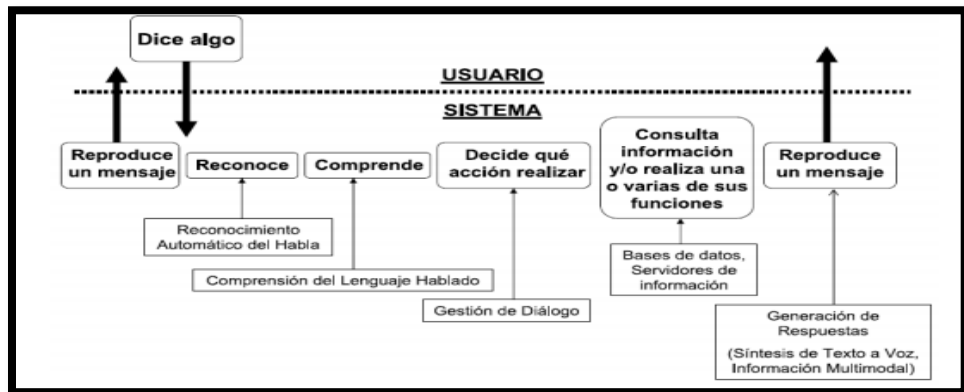 Dice algo
USUARIO
SISTEMA
Reproduce
un mensaje
Reconoce
Comprende
Decide qué
acción realizar
Consulta
información
y/o realiza una
o varias de sus
funciones
Reproduce
un mensaje
Reconocimiento
Automático del Habla
Comprensión del Lenguaje Hablado
Gestión de Diálogo
Bases de datos,
Servidores de
información
Generación de
Respuestas
(Síntesis de Texto a Voz,
Información Multimodal)